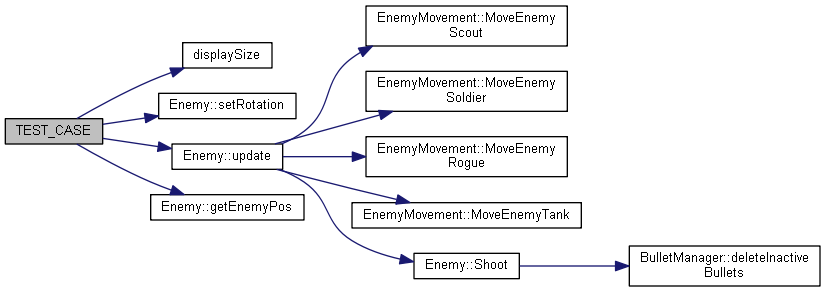 TEST_CASE
displaySize
Enemy::setRotation
Enemy::update
Enemy::getEnemyPos
EnemyMovement::MoveEnemy
Scout
EnemyMovement::MoveEnemy
Soldier
EnemyMovement::MoveEnemy
Rogue
EnemyMovement::MoveEnemyTank
Enemy::Shoot
BulletManager::deleteInactive
Bullets